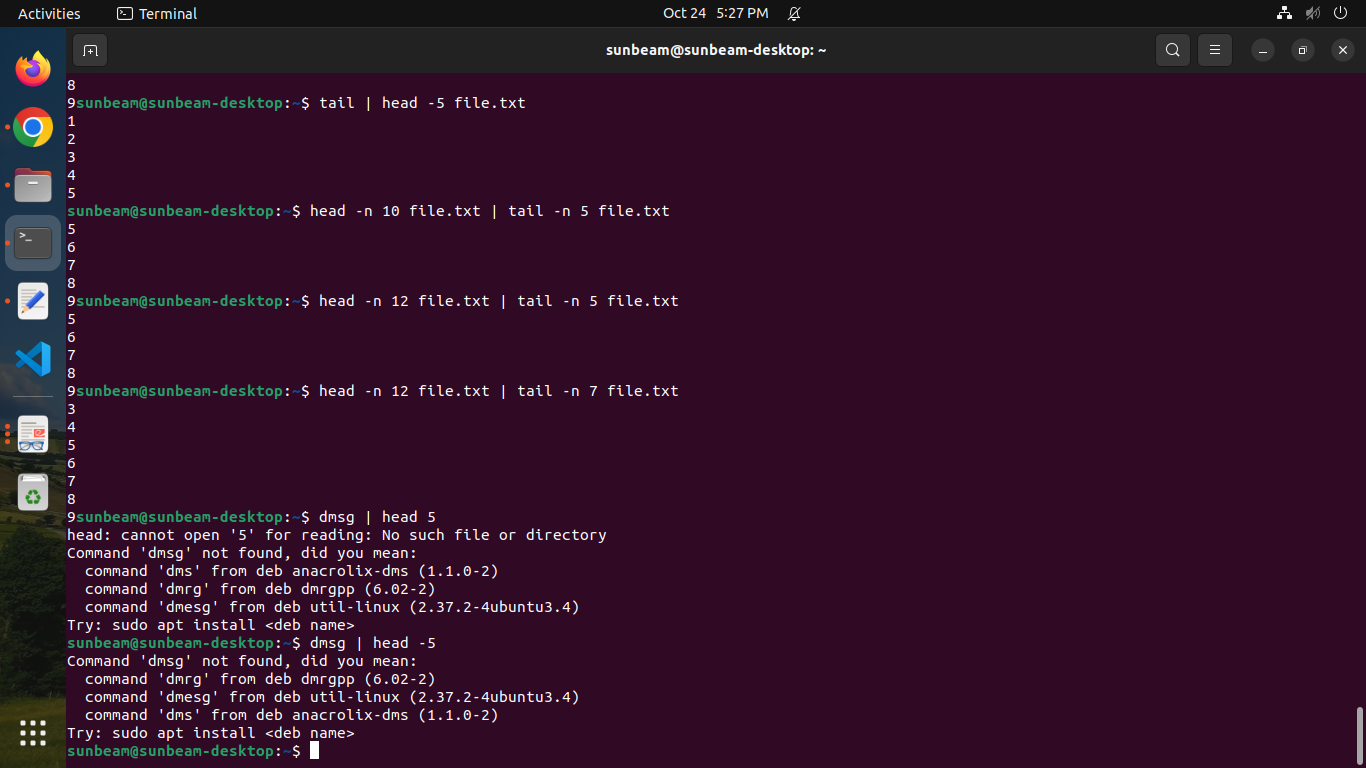 Activities Terminal Oct 24 5:27 PM
sunbeam@sunbeam-desktop: ~
8
9sunbeam@sunbeam-desktop:~$ tail | head -5 file.txt
1
2
3
4
5
sunbeam@sunbeam-desktop:~$ head -n 10 file.txt | tail -n 5 file.txt
5
6
7
8
9sunbeam@sunbeam-desktop:~$ head -n 12 file.txt | tail -n 5 file.txt
5
6
7
8
9sunbeam@sunbeam-desktop:~$ head -n 12 file.txt | tail -n 7 file.txt
3
4
5
6
7
8
9sunbeam@sunbeam-desktop:~$ dmsg | head 5
head: cannot open '5' for reading: No such file or directory
Command 'dmsg' not found, did you mean:
  command 'dms' from deb anacrolix-dms (1.1.0-2)
  command 'dmrg' from deb dmrgpp (6.02-2)
  command 'dmesg' from deb util-linux (2.37.2-4ubuntu3.4)
Try: sudo apt install <deb name>
sunbeam@sunbeam-desktop:~$ dmsg | head -5
Command 'dmsg' not found, did you mean:
  command 'dmrg' from deb dmrgpp (6.02-2)
  command 'dmesg' from deb util-linux (2.37.2-4ubuntu3.4)
  command 'dms' from deb anacrolix-dms (1.1.0-2)
Try: sudo apt install <deb name>
sunbeam@sunbeam-desktop:~$